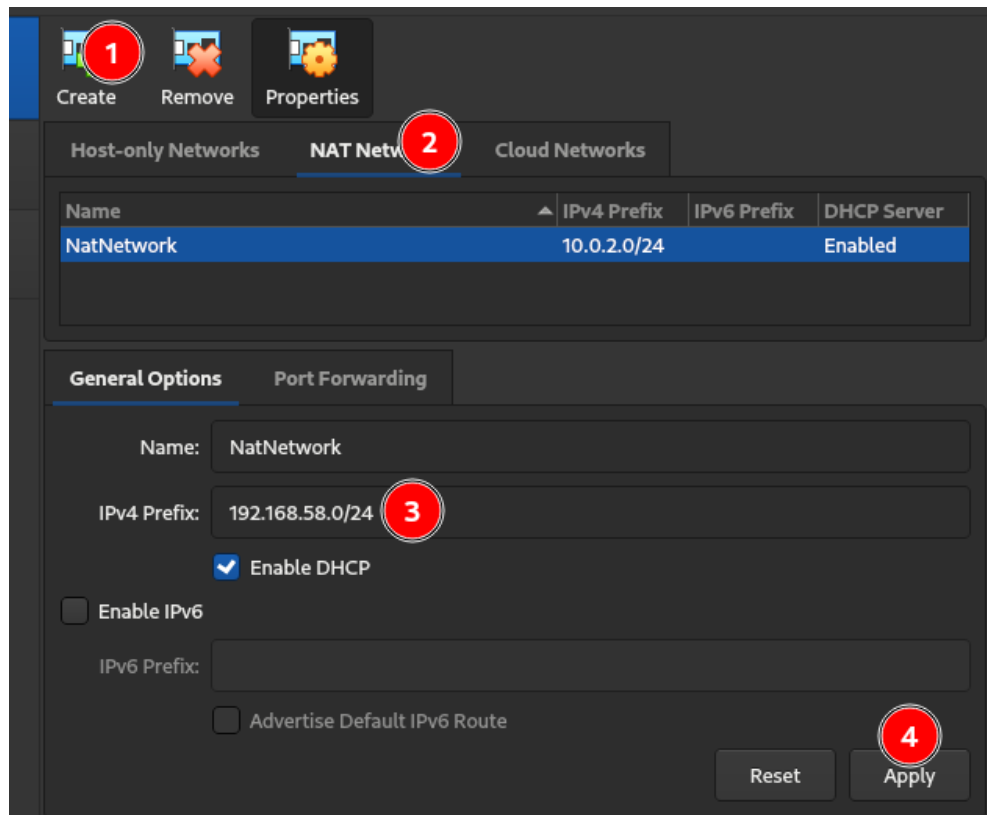 1
Create Remove Properties
Host-only Networks NAT Netw 2 Cloud Networks
Name IPv4 Prefix IPv6 Prefix DHCP Server
NatNetwork 10.0.2.0/24 Enabled
General Options Port Forwarding
Name: NatNetwork
IPv4 Prefix: 192.168.58.0/24 3
Enable DHCP
Enable IPv6
IPv6 Prefix:
Advertise Default IPv6 Route
4
Reset Apply